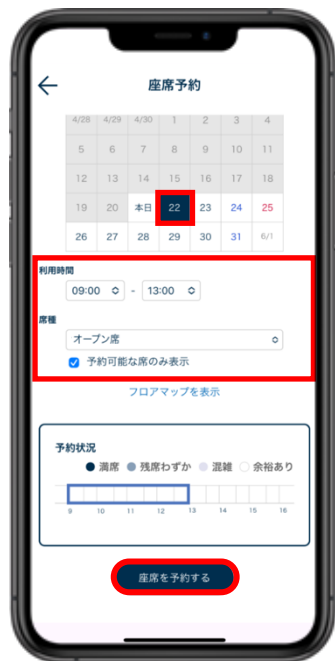 座席予約
4/28 4/29 4/30 1 2 3 4
5 6 7 8 9 10 11
12 13 14 15 16 17 18
19 20 本日 22 23 24 25
26 27 28 29 30 31 6/1
利用時間
09:00 - 13:00
席種
オープン席
予約可能な席のみ表示
フロアマップを表示
予約状況
満席 残席わずか 混雑 余裕あり
9 10 11 12 13 14 15 16
座席を予約する